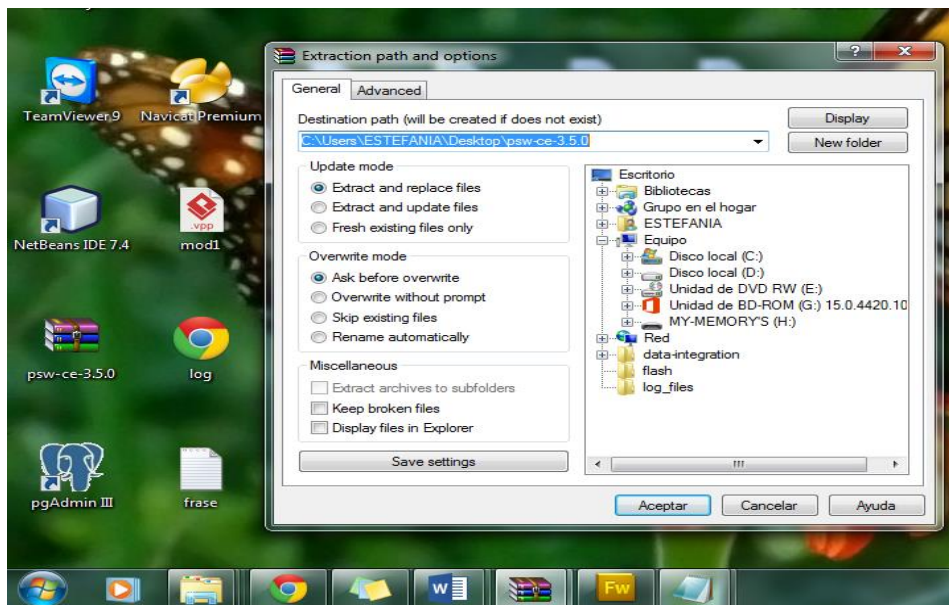 TeamViewer 9
Navicat Premium
NetBeans IDE 7.4
.vpp
mod1
psw-ce-3.5.0
log
pgAdmin III
frase
Extraction path and options
?
X
General
Advanced
Destination path (will be created if does not exist)
C:\Users\ESTEFANIA\Desktop\psw-ce-3.5.0
Display
New folder
Update mode
Extract and replace files
Extract and update files
Fresh existing files only
Overwrite mode
Ask before overwrite
Overwrite without prompt
Skip existing files
Rename automatically
Miscellaneous
Extract archives to subfolders
Keep broken files
Display files in Explorer
Save settings
Escritorio
Bibliotecas
Grupo en el hogar
ESTEFANIA
Equipo
Disco local (C:)
Disco local (D:)
Unidad de DVD RW (E:)
Unidad de BD-ROM (G:) 15.0.4420.10
MY-MEMORY'S (H:)
Red
data-integration
flash
log_files
Aceptar
Cancelar
Ayuda
W
Fw